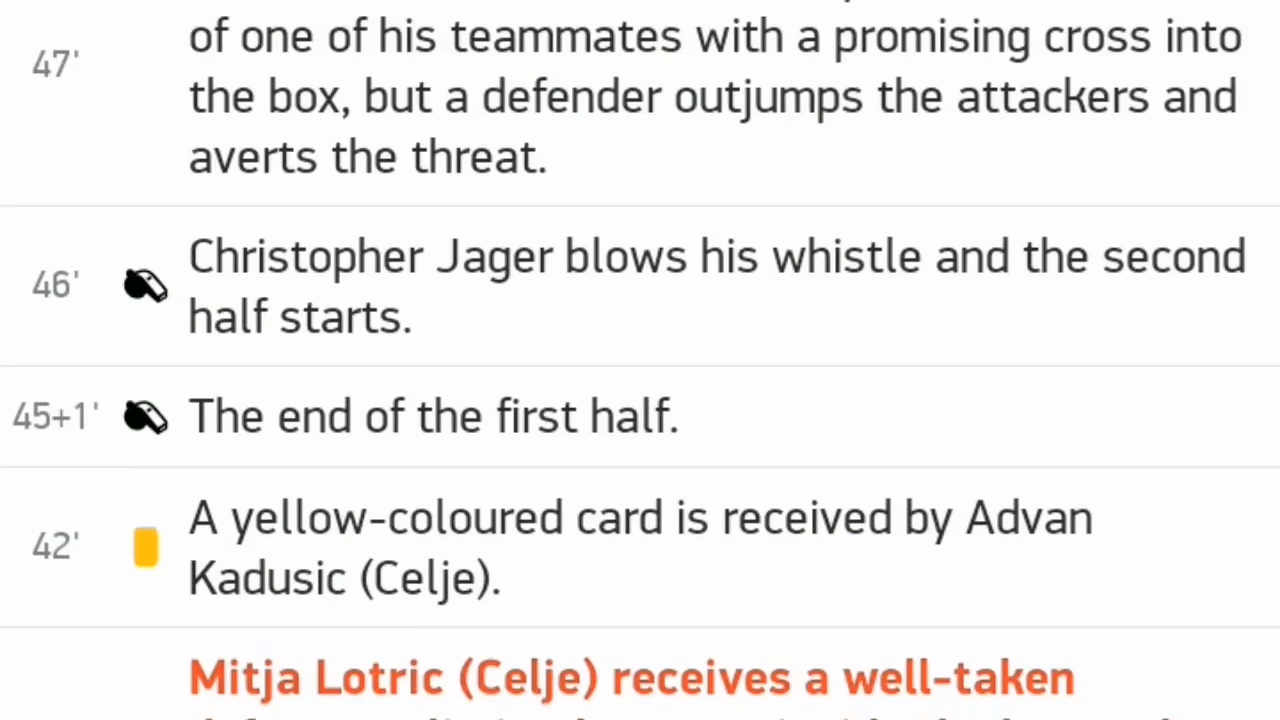 47'
of one of his teammates with a promising cross into
the box, but a defender outjumps the attackers and
averts the threat.
46'
Christopher Jager blows his whistle and the second
half starts.
45+1'
The end of the first half.
42'
A yellow-coloured card is received by Advan
Kadusic (Celje).
Mitja Lotric (Celje) receives a well-taken